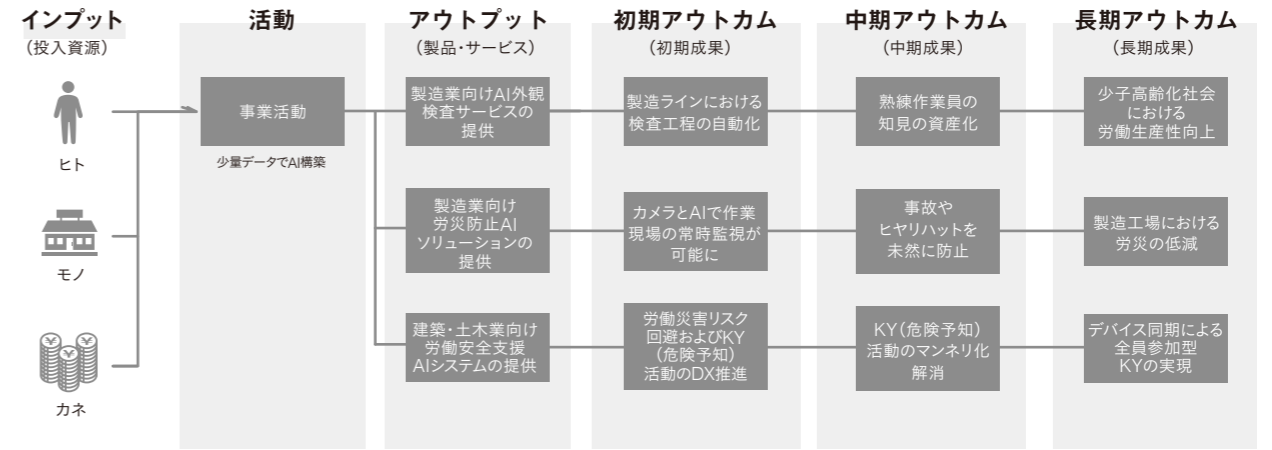 インプット
(投入資源)
ヒト
モノ
カネ
活動
事業活動
少量データでAI構築
アウトプット
(製品・サービス)
製造業向けAI外観
検査サービスの
提供
製造業向け
労災防止AI
ソリューションの
提供
建築・土木業向け
労働安全支援
AIシステムの提供
初期アウトカム
(初期成果)
製造ラインにおける
検査工程の自動化
カメラとAIで作業
現場の常時監視が
可能に
労働災害リスク
回避およびKY
(危険予知)
活動のDX推進
中期アウトカム
(中期成果)
熟練作業員の
知見の資産化
事故や
ヒヤリハットを
未然に防止
KY(危険予知)
活動のマンネリ化
解消
長期アウトカム
(長期成果)
少子高齢化社会
における
労働生産性向上
製造工場における
労災の低減
デバイス同期による
全員参加型
KYの実現